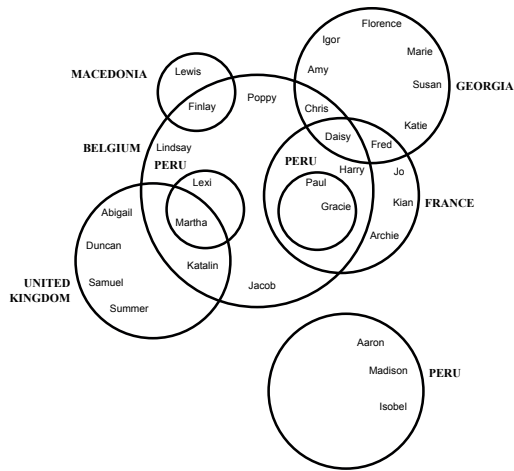 Florence
Igor
Marie
Lewis
Amy
MACEDONIA
Susan
GEORGIA
Poppy
Finlay
Chris
Katie
Daisy
Fred
BELGIUM
Lindsay
PERU
PERU
Harry
Jo
Lexi
Paul
Kian
FRANCE
Gracie
Abigail
Martha
Archie
Duncan
Katalin
UNITED
KINGDOM
Samuel
Jacob
Summer
Aaron
Madison
PERU
Isobel